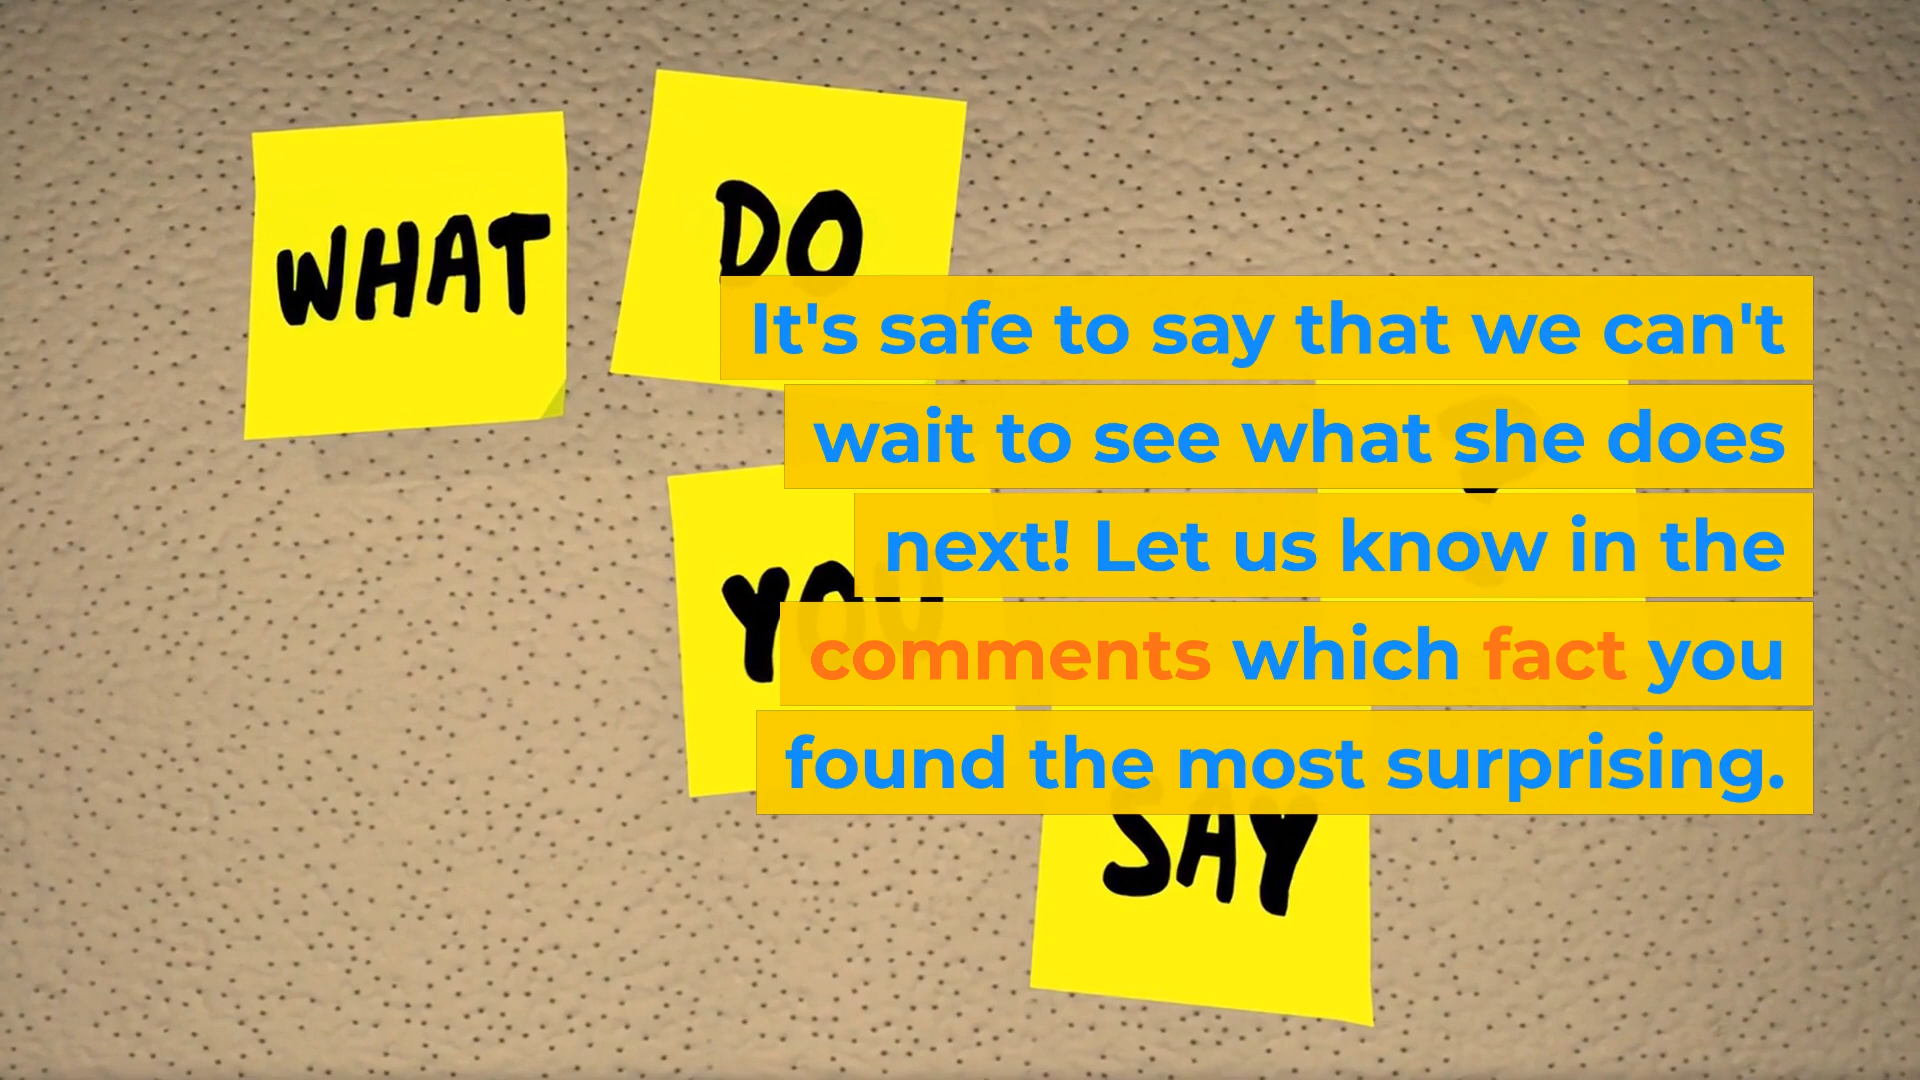 WHAT
DO
It's safe to say that we can't
wait to see what she does
next! Let us know in the
YOU
comments which fact you
found the most surprising.
SAY
?